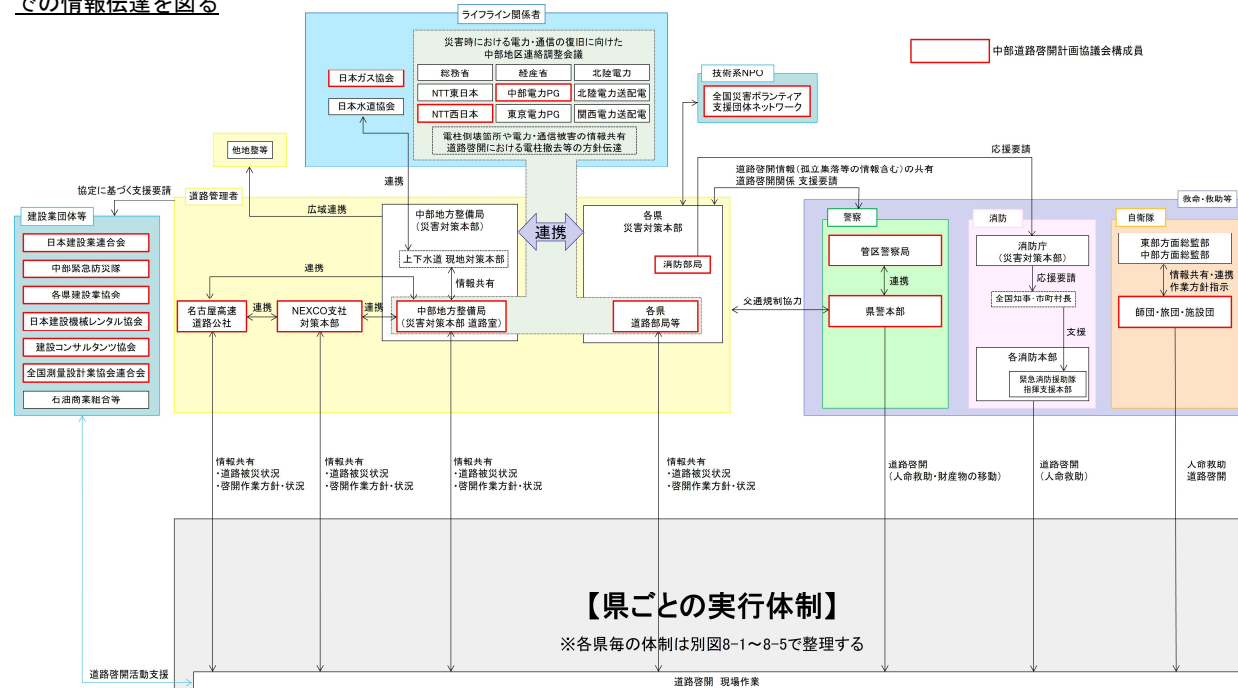 での情報伝達を図る
ライフライン関係者
災害時における電力・通信の復旧に向けた
中部地区連絡調整会議
総務省
経産省
北陸電力
NTT東日本
中部電力PG
北陸電力送配電
NTT西日本
東京電力PG
関西電力送配電
電柱倒壊箇所や電力・通信被害の情報共有
道路啓開における電柱撤去等の方針伝達
日本ガス協会
日本水道協会
連携
技術系NPO
全国災害ボランティア
支援団体ネットワーク
中部道路啓開計画協議会構成員
他地整等
協定に基づく支援要請
道路管理者
広域連携
中部地方整備局
(災害対策本部)
上下水道 現地対策本部
情報共有
連携
名古屋高速
道路公社
連携
NEXCO支社
対策本部
連携
中部地方整備局
(災害対策本部 道路室)
連携
各県
災害対策本部
消防部局
各県
道路部局等
応援要請
道路啓開情報(孤立集落等の情報含む)の共有
道路啓開関係 支援要請
交通規制協力
建設業団体等
日本建設業連合会
中部緊急防災隊
各県建設業協会
日本建設機械レンタル協会
建設コンサルタンツ協会
全国測量設計業協会連合会
石油商業組合等
救命・救助等
警察
管区警察局
連携
県警本部
消防
消防庁
(災害対策本部)
応援要請
全国知事・市町村長
支援
各消防本部
緊急消防援助隊
指揮支援本部
自衛隊
東部方面総監部
中部方面総監部
情報共有・連携
作業方針指示
師団・旅団・施設団
情報共有
・道路被災状況
・啓開作業方針・状況
情報共有
・道路被災状況
・啓開作業方針・状況
情報共有
・道路被災状況
・啓開作業方針・状況
情報共有
・道路被災状況
・啓開作業方針・状況
道路啓開
(人命救助・財産物の移動)
道路啓開
(人命救助)
人命救助
道路啓開
【県ごとの実行体制】
※各県毎の体制は別図8-1～8-5で整理する
道路啓開活動支援
道路啓開 現場作業